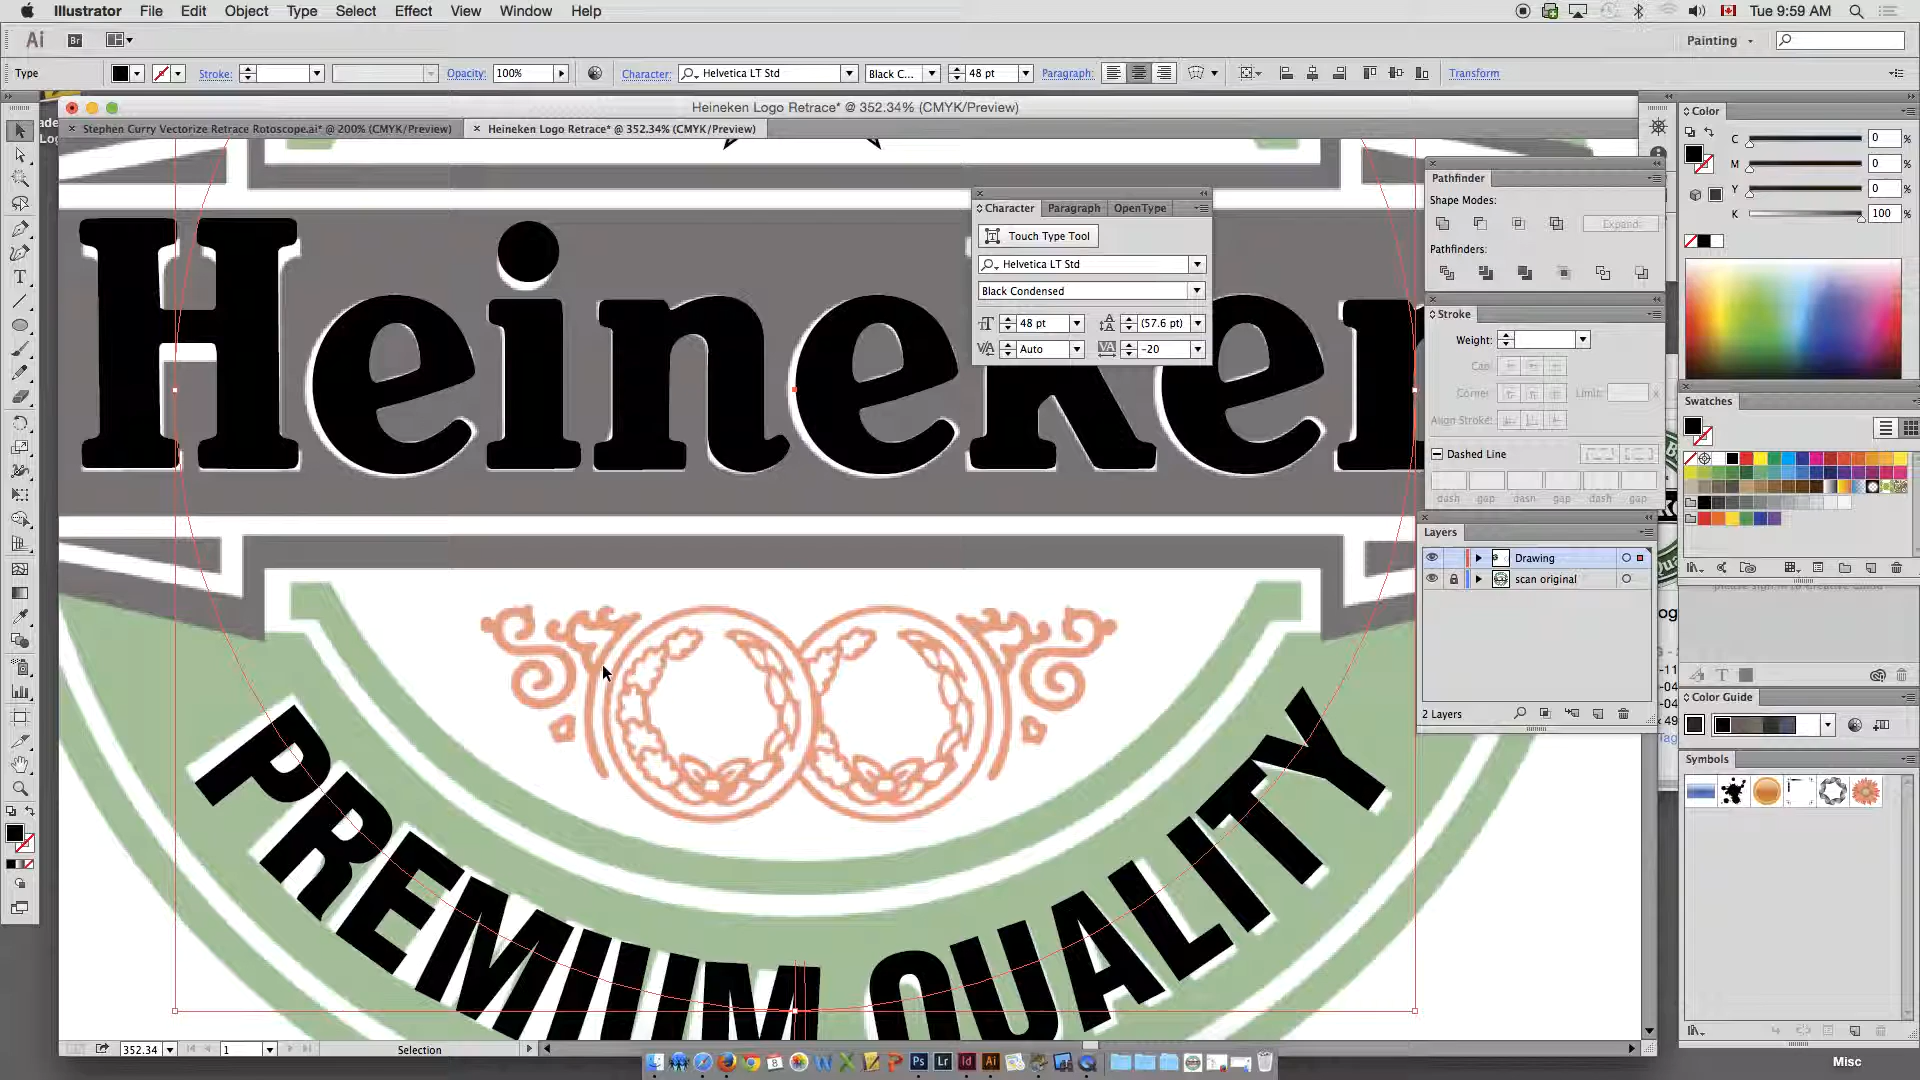 Illustrator File Edit Object Type Select Effect View Window Help
Tue 9:59 AM
Ai Br
Painting
Type Stroke: Opacity: 100% Character: Helvetica LT Std Black C... 48 pt Paragraph: Transform
Heineken Logo Retrace* @ 352.34% (CMYK/Preview)
Stephen Curry Vectorize Retrace Rotoscope.ai* @ 200% (CMYK/Preview)
Heineken Logo Retrace* @ 352.34% (CMYK/Preview)
Heineken
PREMIUM QUALITY
Character Paragraph OpenType
Touch Type Tool
Helvetica LT Std
Black Condensed
48 pt (57.6 pt)
Auto -20
Pathfinder
Shape Modes:
Expand
Pathfinders:
Stroke
Weight:
Cap
Corner Limit: x
Align Stroke:
Dashed Line
dash gap dash gap dash gap
Layers
Drawing
scan original
2 Layers
Color
C 0 %
M 0 %
Y 0 %
K 100 %
Swatches
Color Guide
Symbols
352.34 1 Selection
Misc